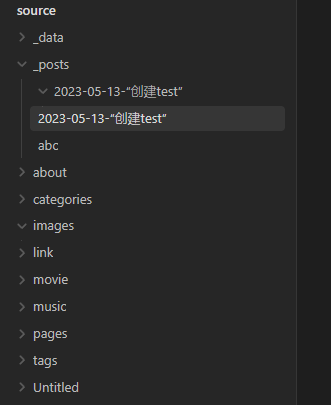 source
_data
_posts
2023-05-13-“创建test”
2023-05-13-“创建test”
abc
about
categories
images
link
movie
music
pages
tags
Untitled